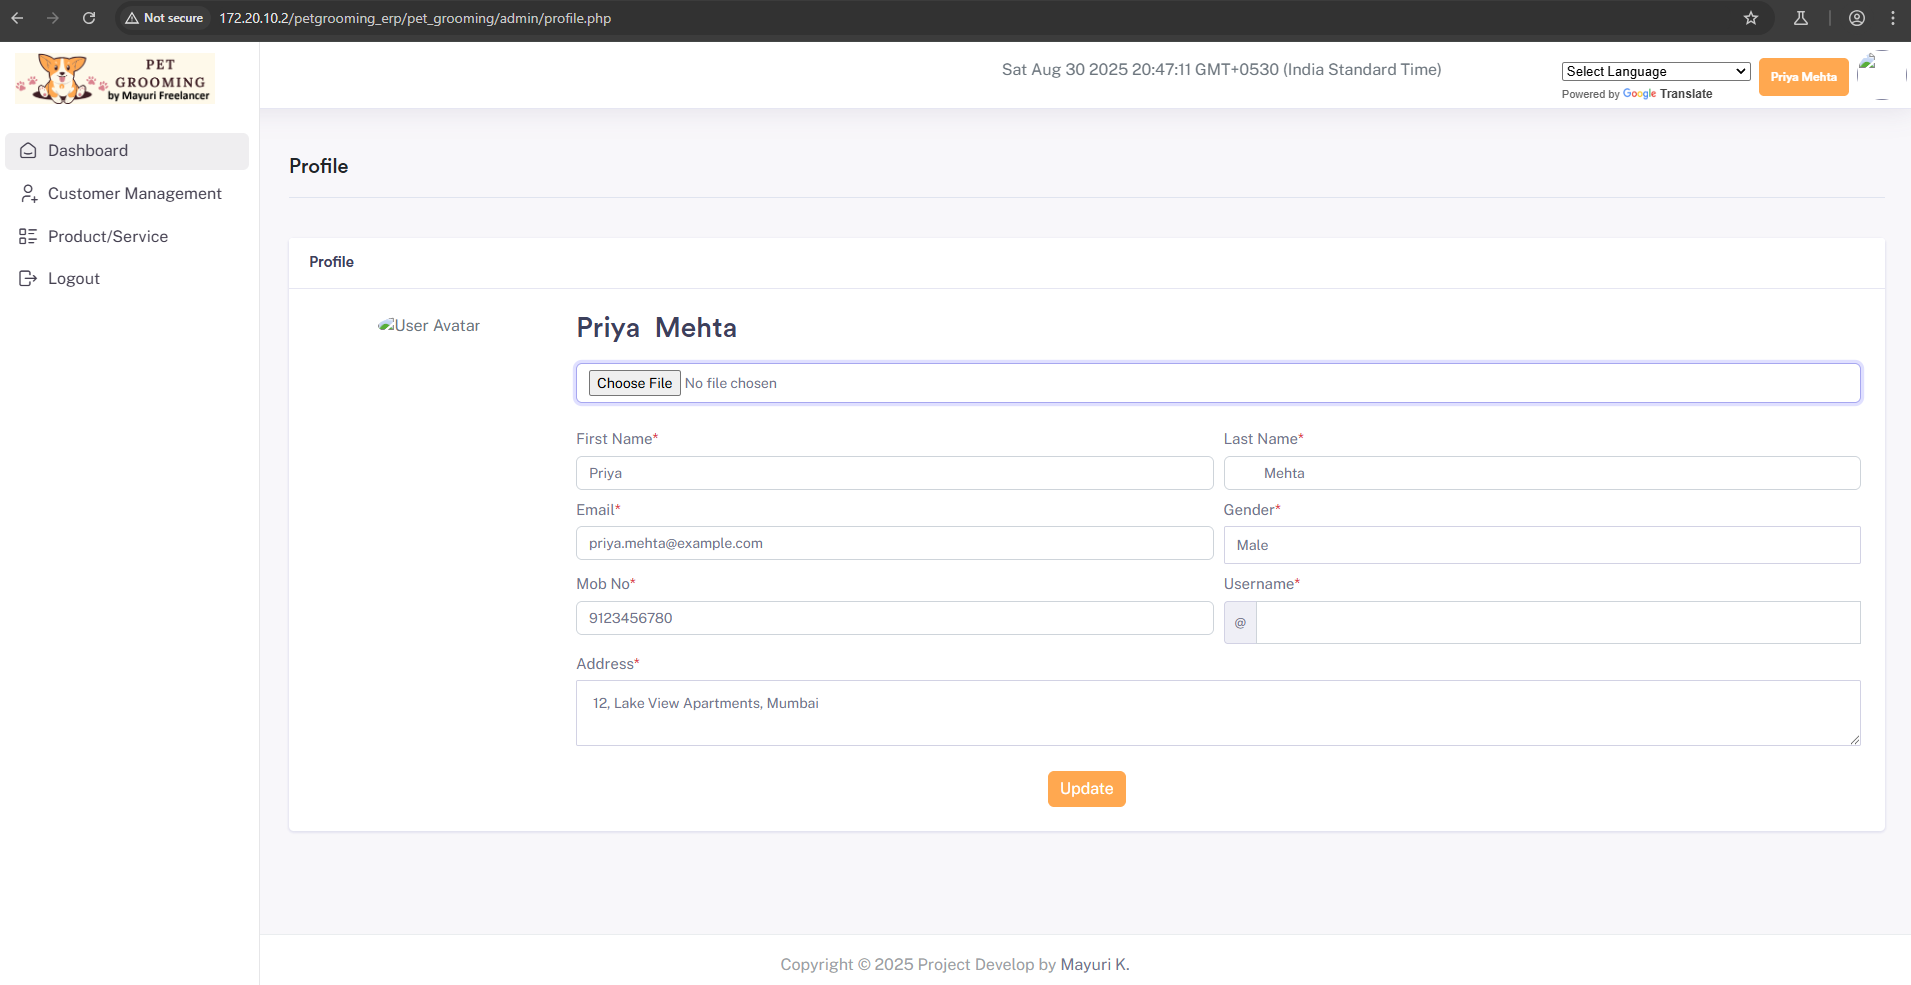 Not secure 172.20.10.2/petgrooming_erp/pet_grooming/admin/profile.php
PET
GROOMING
by Mayuri Freelancer
Sat Aug 30 2025 20:47:11 GMT+0530 (India Standard Time)
Select Language
Powered by Google Translate
Priya Mehta
Dashboard
Customer Management
Product/Service
Logout
Profile
Profile
User Avatar
Priya Mehta
Choose File No file chosen
First Name* Last Name*
Priya Mehta
Email* Gender*
priya.mehta@example.com Male
Mob No* Username*
9123456780 @
Address*
12, Lake View Apartments, Mumbai
Update
Copyright © 2025 Project Develop by Mayuri K.